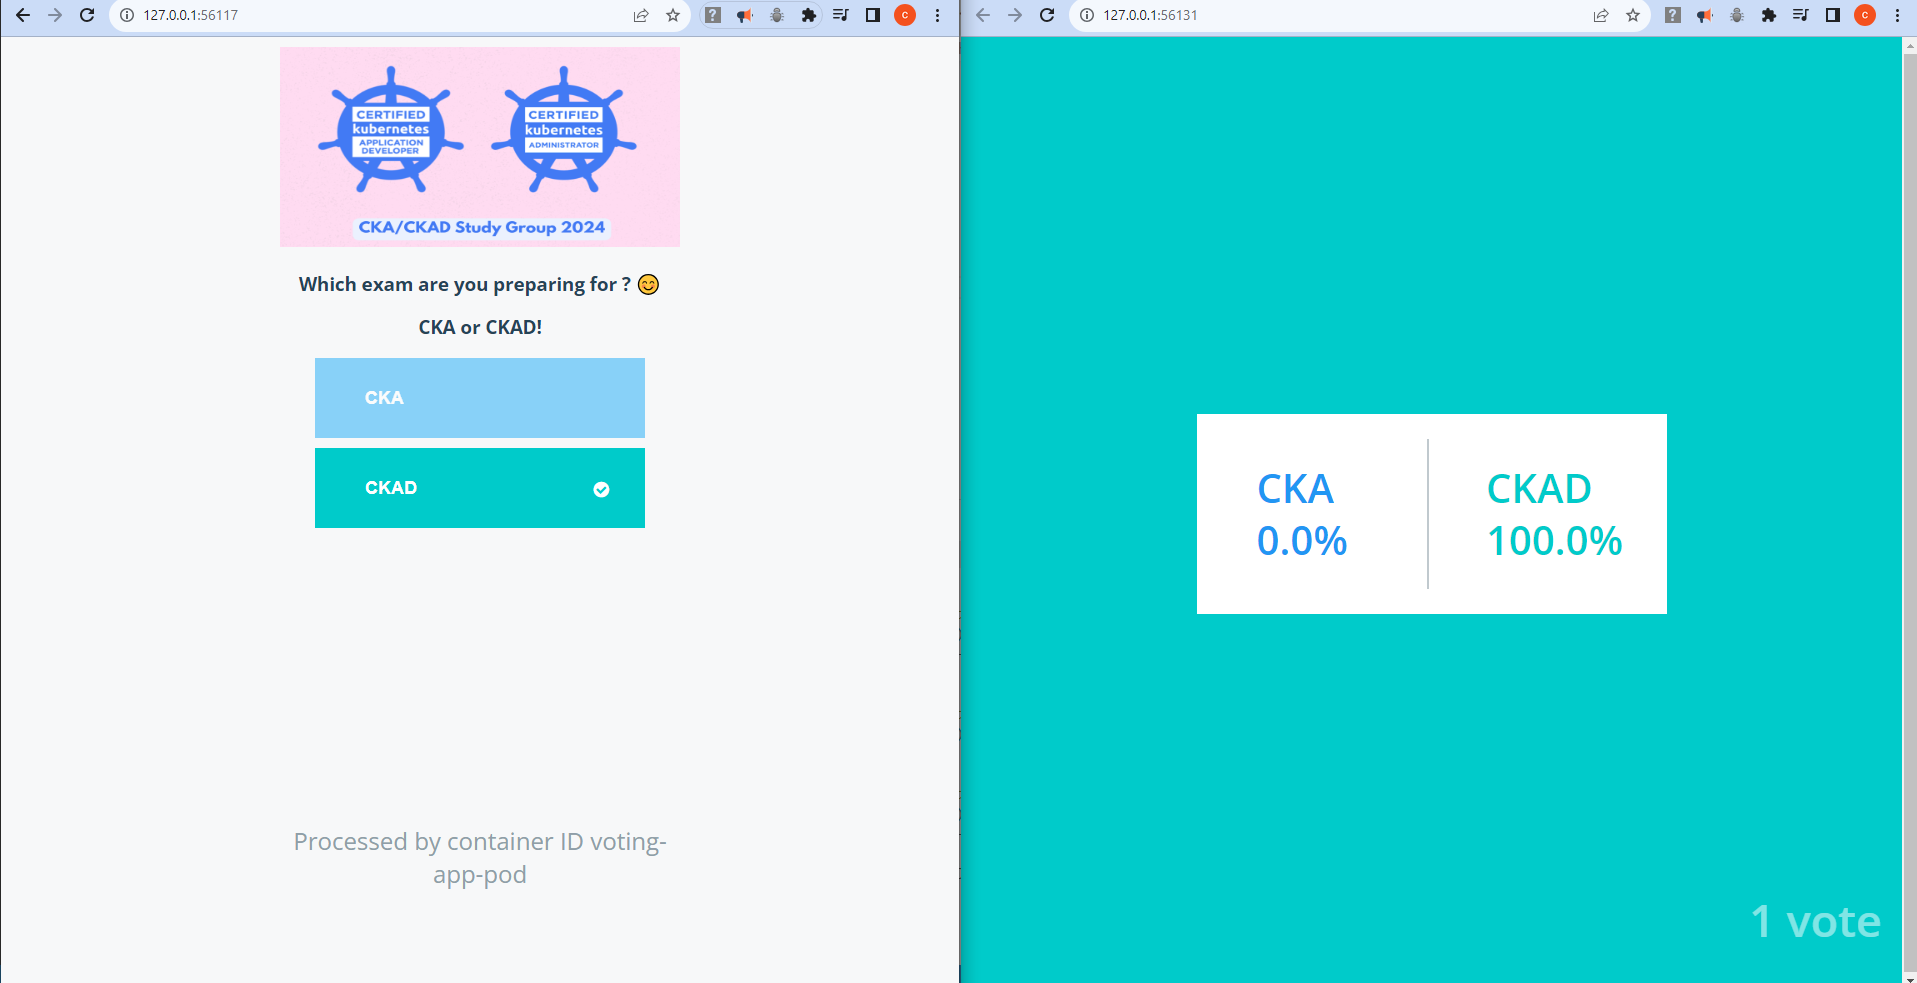 127.0.0.1:56117
?
C
CERTIFIED
kubernetes
APPLICATION
DEVELOPER
CERTIFIED
kubernetes
ADMINISTRATOR
CKA/CKAD Study Group 2024
Which exam are you preparing for ? 😊
CKA or CKAD!
CKA
CKAD
Processed by container ID voting-
app-pod
127.0.0.1:56131
?
C
CKA
0.0%
CKAD
100.0%
1 vote